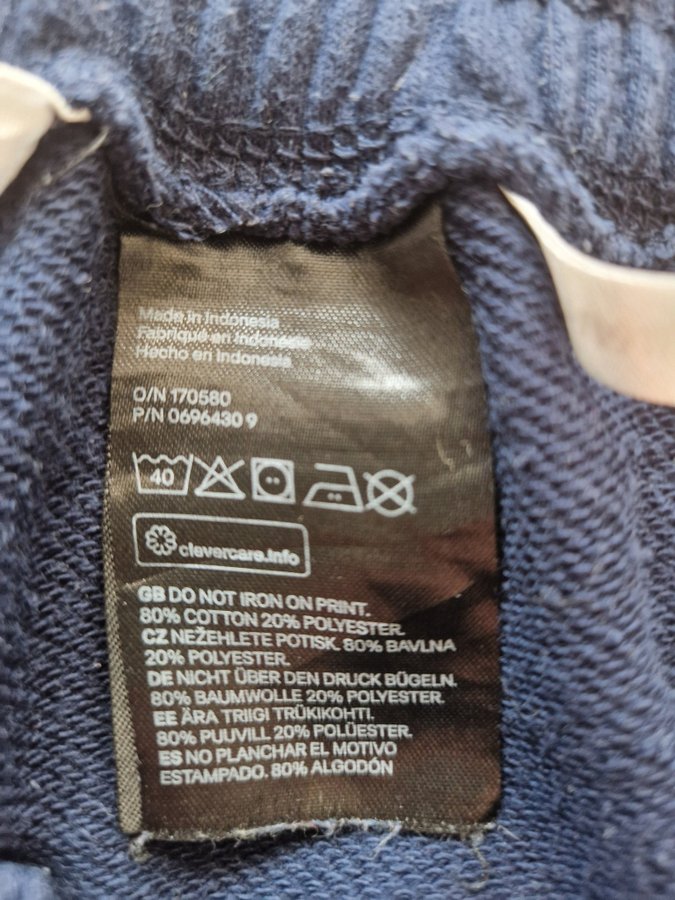 Made in Indonesia
Fabriqué en Indonesia
Hecho en Indonesia
O/N 170580
P/N 0696430 9
40
clevercare.info
GB DO NOT IRON ON PRINT.
80% COTTON 20% POLYESTER.
CZ NEŽEHLETE POTISK. 80% BAVLNA
20% POLYESTER.
DE NICHT ÜBER DEN DRUCK BÜGELN.
80% BAUMWOLLE 20% POLYESTER.
EE ÄRA TRIIGI TRÜKIKOHTI.
80% PUUVILL 20% POLÜESTER.
ES NO PLANCHAR EL MOTIVO
ESTAMPADO. 80% ALGODÓN